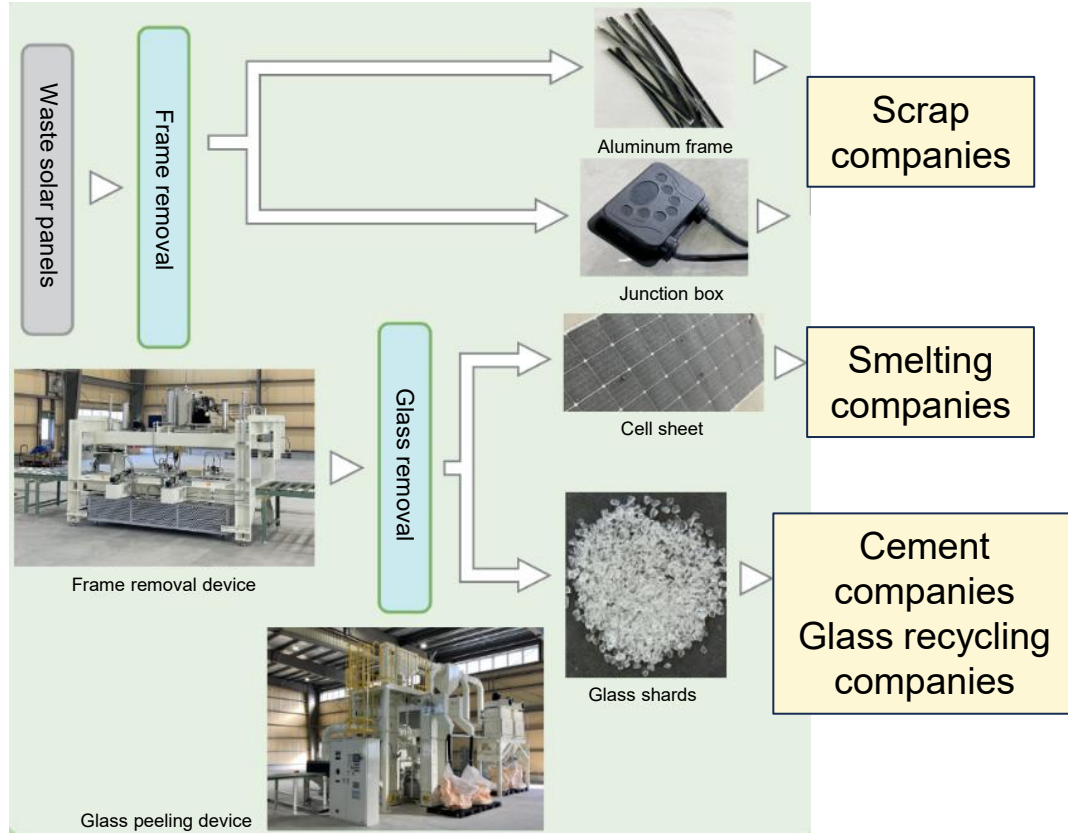 Waste solar panels
Frame removal
Aluminum frame
Scrap
companies
Junction box
Glass removal
Cell sheet
Smelting
companies
Frame removal device
Glass shards
Cement
companies
Glass recycling
companies
Glass peeling device